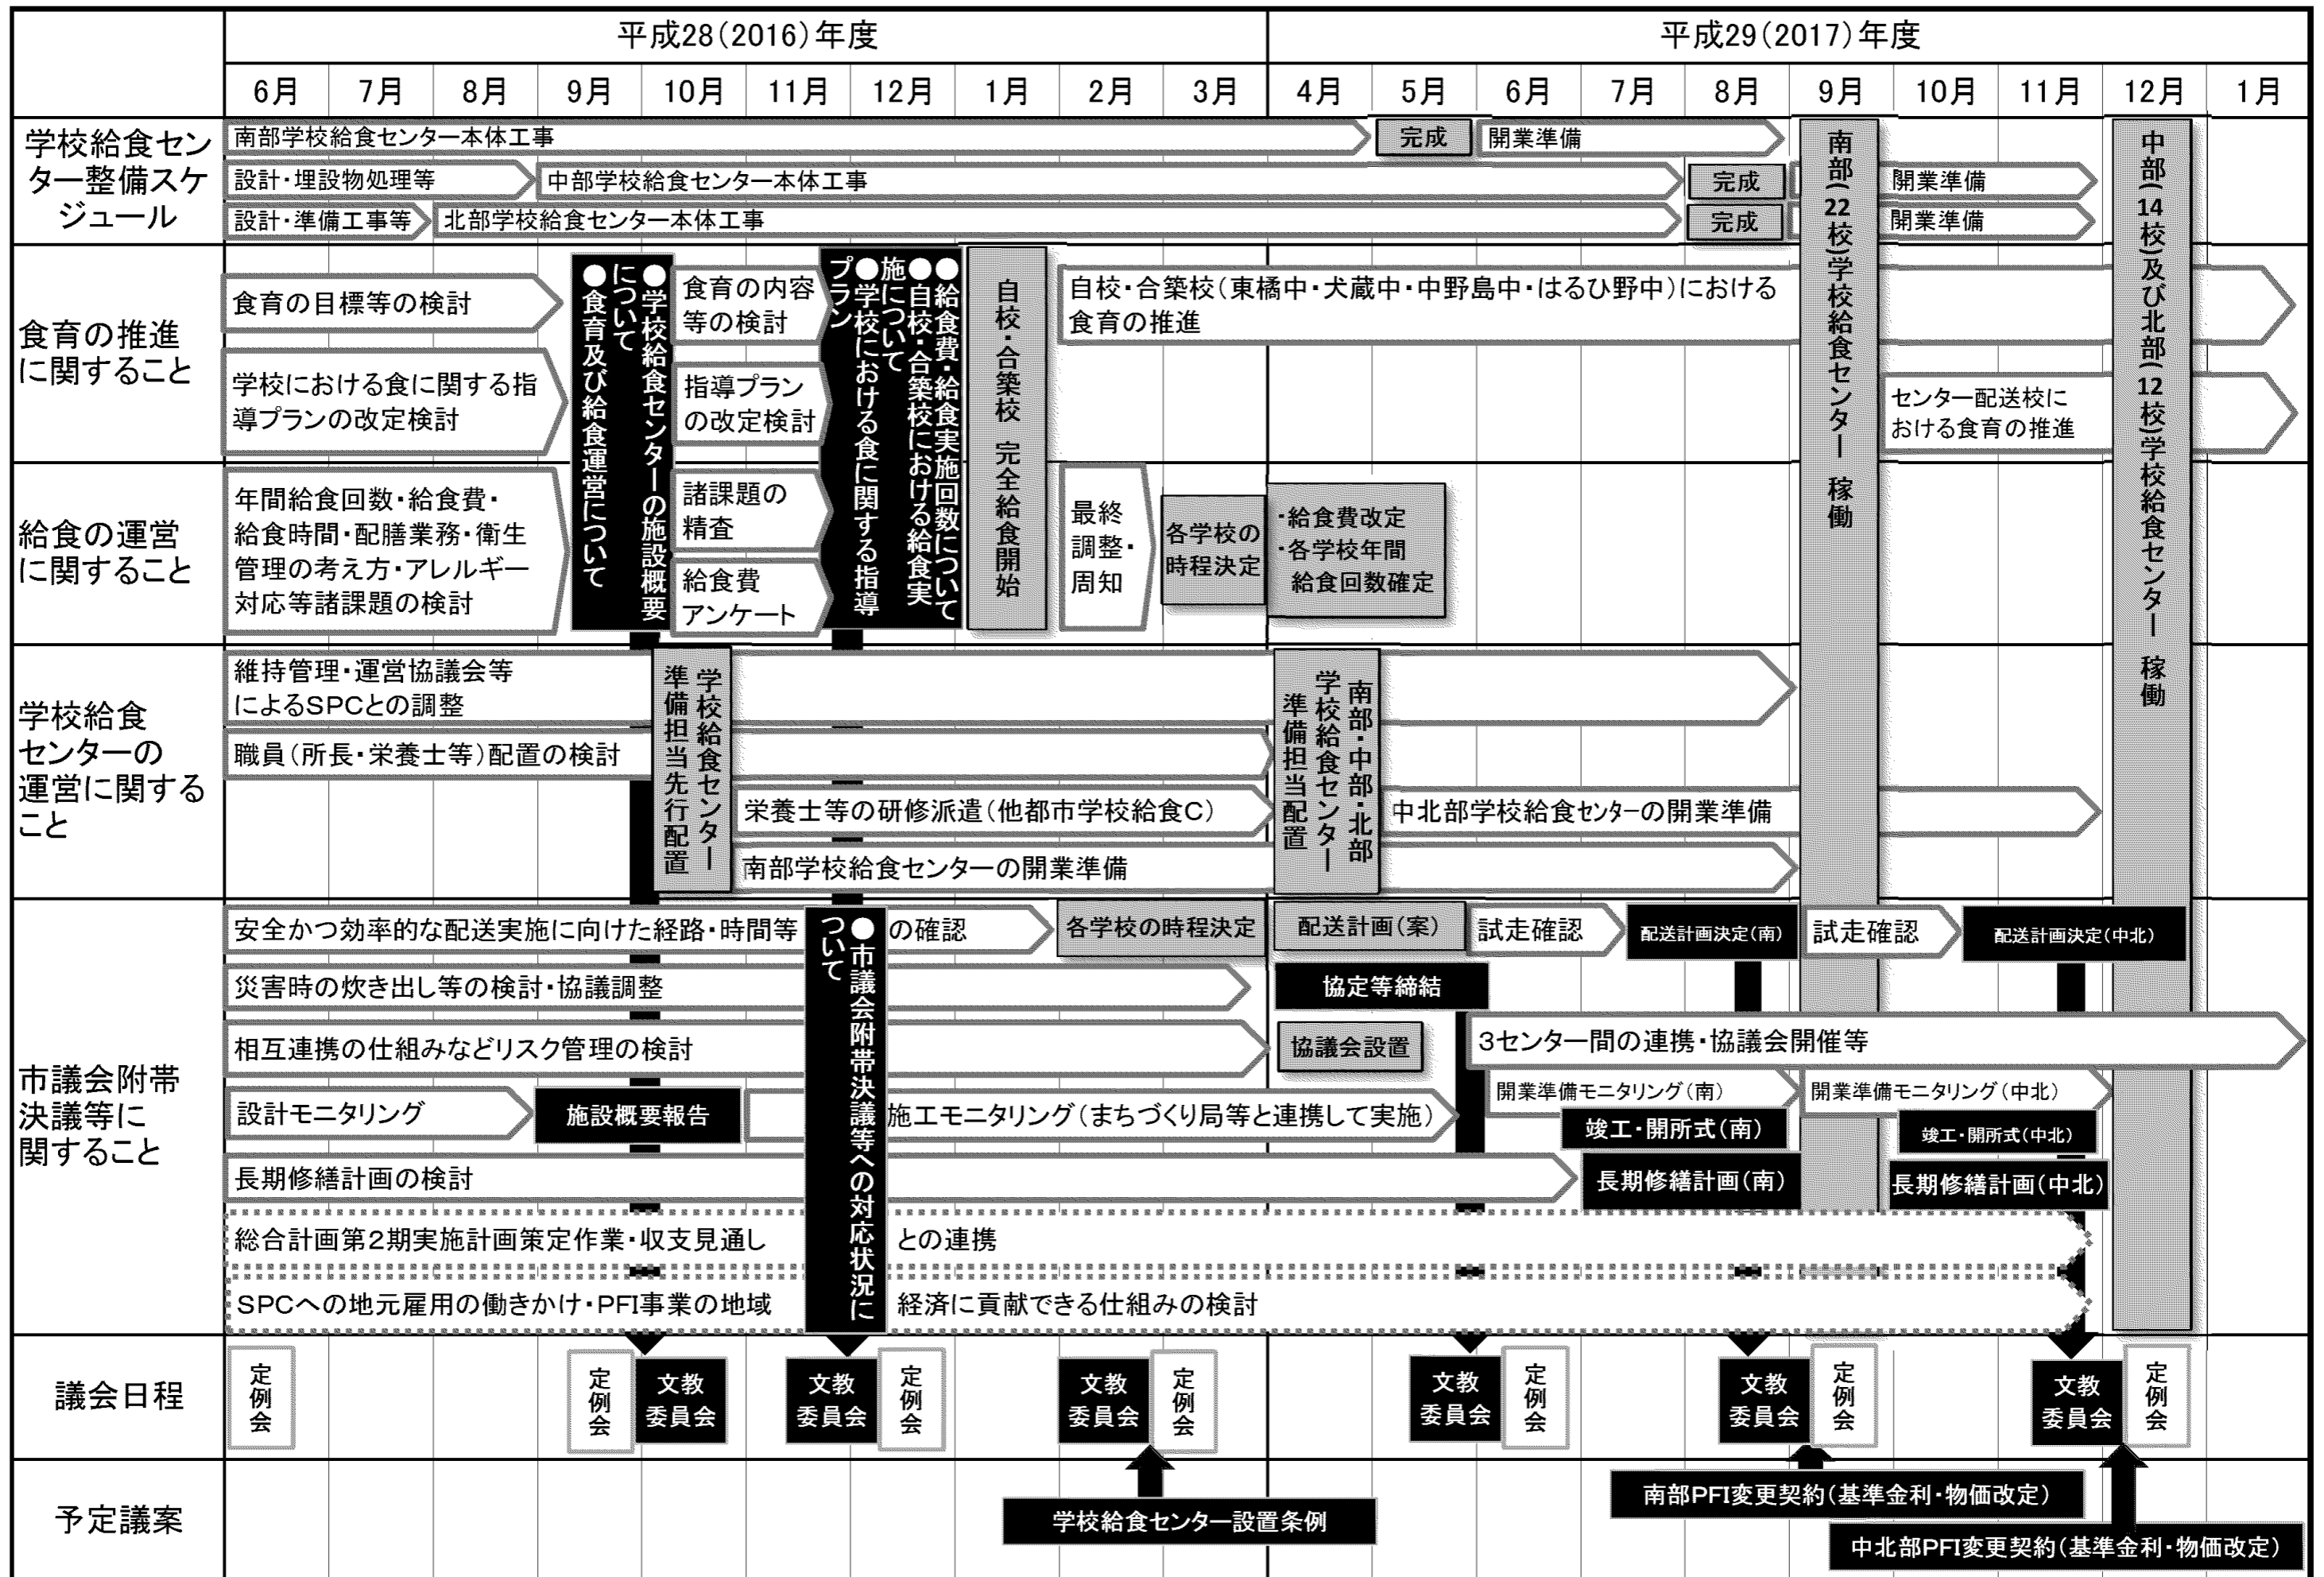 平成28(2016)年度
平成29(2017)年度
6月
7月
8月
9月
10月
11月
12月
1月
2月
3月
4月
5月
6月
7月
8月
9月
10月
11月
12月
1月
学校給食セン
ター整備スケ
ジュール
南部学校給食センター本体工事
完成
開業準備
設計・埋設物処理等
中部学校給食センター本体工事
完成
開業準備
設計・準備工事等
北部学校給食センター本体工事
完成
開業準備
南部(22校)学校給食センター 稼働
中部(14校)及び北部(12校)学校給食センター 稼働
食育の推進
に関すること
食育の目標等の検討
学校における食に関する指
導プランの改定検討
●学校給食センターの施設概要
について
●食育及び給食運営について
食育の内容
等の検討
指導プラン
の改定検討
●給食費・給食実施回数について
●自校・合築校における給食実
施について
●学校における食に関する指導
プラン
自校・合築校 完全給食開始
自校・合築校(東橘中・犬蔵中・中野島中・はるひ野中)における
食育の推進
センター配送校に
おける食育の推進
給食の運営
に関すること
年間給食回数・給食費・
給食時間・配膳業務・衛生
管理の考え方・アレルギー
対応等諸課題の検討
諸課題の
精査
給食費
アンケート
最終
調整・
周知
各学校の
時程決定
・給食費改定
・各学校年間
給食回数確定
学校給食
センターの
運営に関する
こと
維持管理・運営協議会等
によるSPCとの調整
職員(所長・栄養士等)配置の検討
学校給食センター
準備担当先行配置
栄養士等の研修派遣(他都市学校給食C)
南部学校給食センターの開業準備
南部・中部・北部
学校給食センター
準備担当配置
中北部学校給食センターの開業準備
市議会附帯
決議等に
関すること
安全かつ効率的な配送実施に向けた経路・時間等
の確認
各学校の時程決定
配送計画(案)
試走確認
配送計画決定(南)
試走確認
配送計画決定(中北)
災害時の炊き出し等の検討・協議調整
協定等締結
相互連携の仕組みなどリスク管理の検討
協議会設置
3センター間の連携・協議会開催等
設計モニタリング
施設概要報告
施工モニタリング(まちづくり局等と連携して実施)
開業準備モニタリング(南)
開業準備モニタリング(中北)
竣工・開所式(南)
竣工・開所式(中北)
長期修繕計画の検討
長期修繕計画(南)
長期修繕計画(中北)
●市議会附帯決議等への対応状況に
ついて
総合計画第2期実施計画策定作業・収支見通し
との連携
SPCへの地元雇用の働きかけ・PFI事業の地域
経済に貢献できる仕組みの検討
議会日程
定例会
定例会
文教
委員会
文教
委員会
定例会
文教
委員会
定例会
文教
委員会
定例会
文教
委員会
定例会
文教
委員会
定例会
予定議案
学校給食センター設置条例
南部PFI変更契約(基準金利・物価改定)
中北部PFI変更契約(基準金利・物価改定)